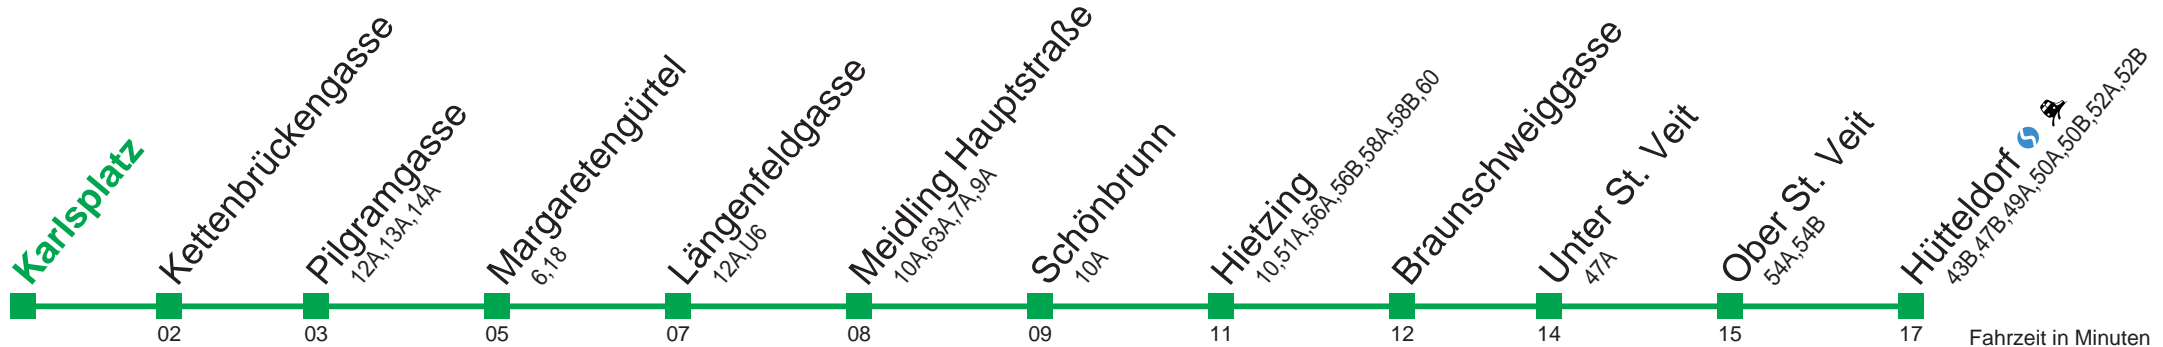 Karlsplatz
Kettenbrückengasse
02
Pilgramgasse
12A,13A,14A
03
Margaretengürtel
6,18
05
Längenfeldgasse
12A,U6
07
Meidling Hauptstraße
10A,63A,7A,9A
08
Schönbrunn
10A
09
Hietzing
10,51A,56A,56B,58A,58B,60
11
Braunschweiggasse
12
Unter St. Veit
47A
14
Ober St. Veit
54A,54B
15
Hütteldorf
43B,47B,49A,50A,50B,52A,52B
17
Fahrzeit in Minuten